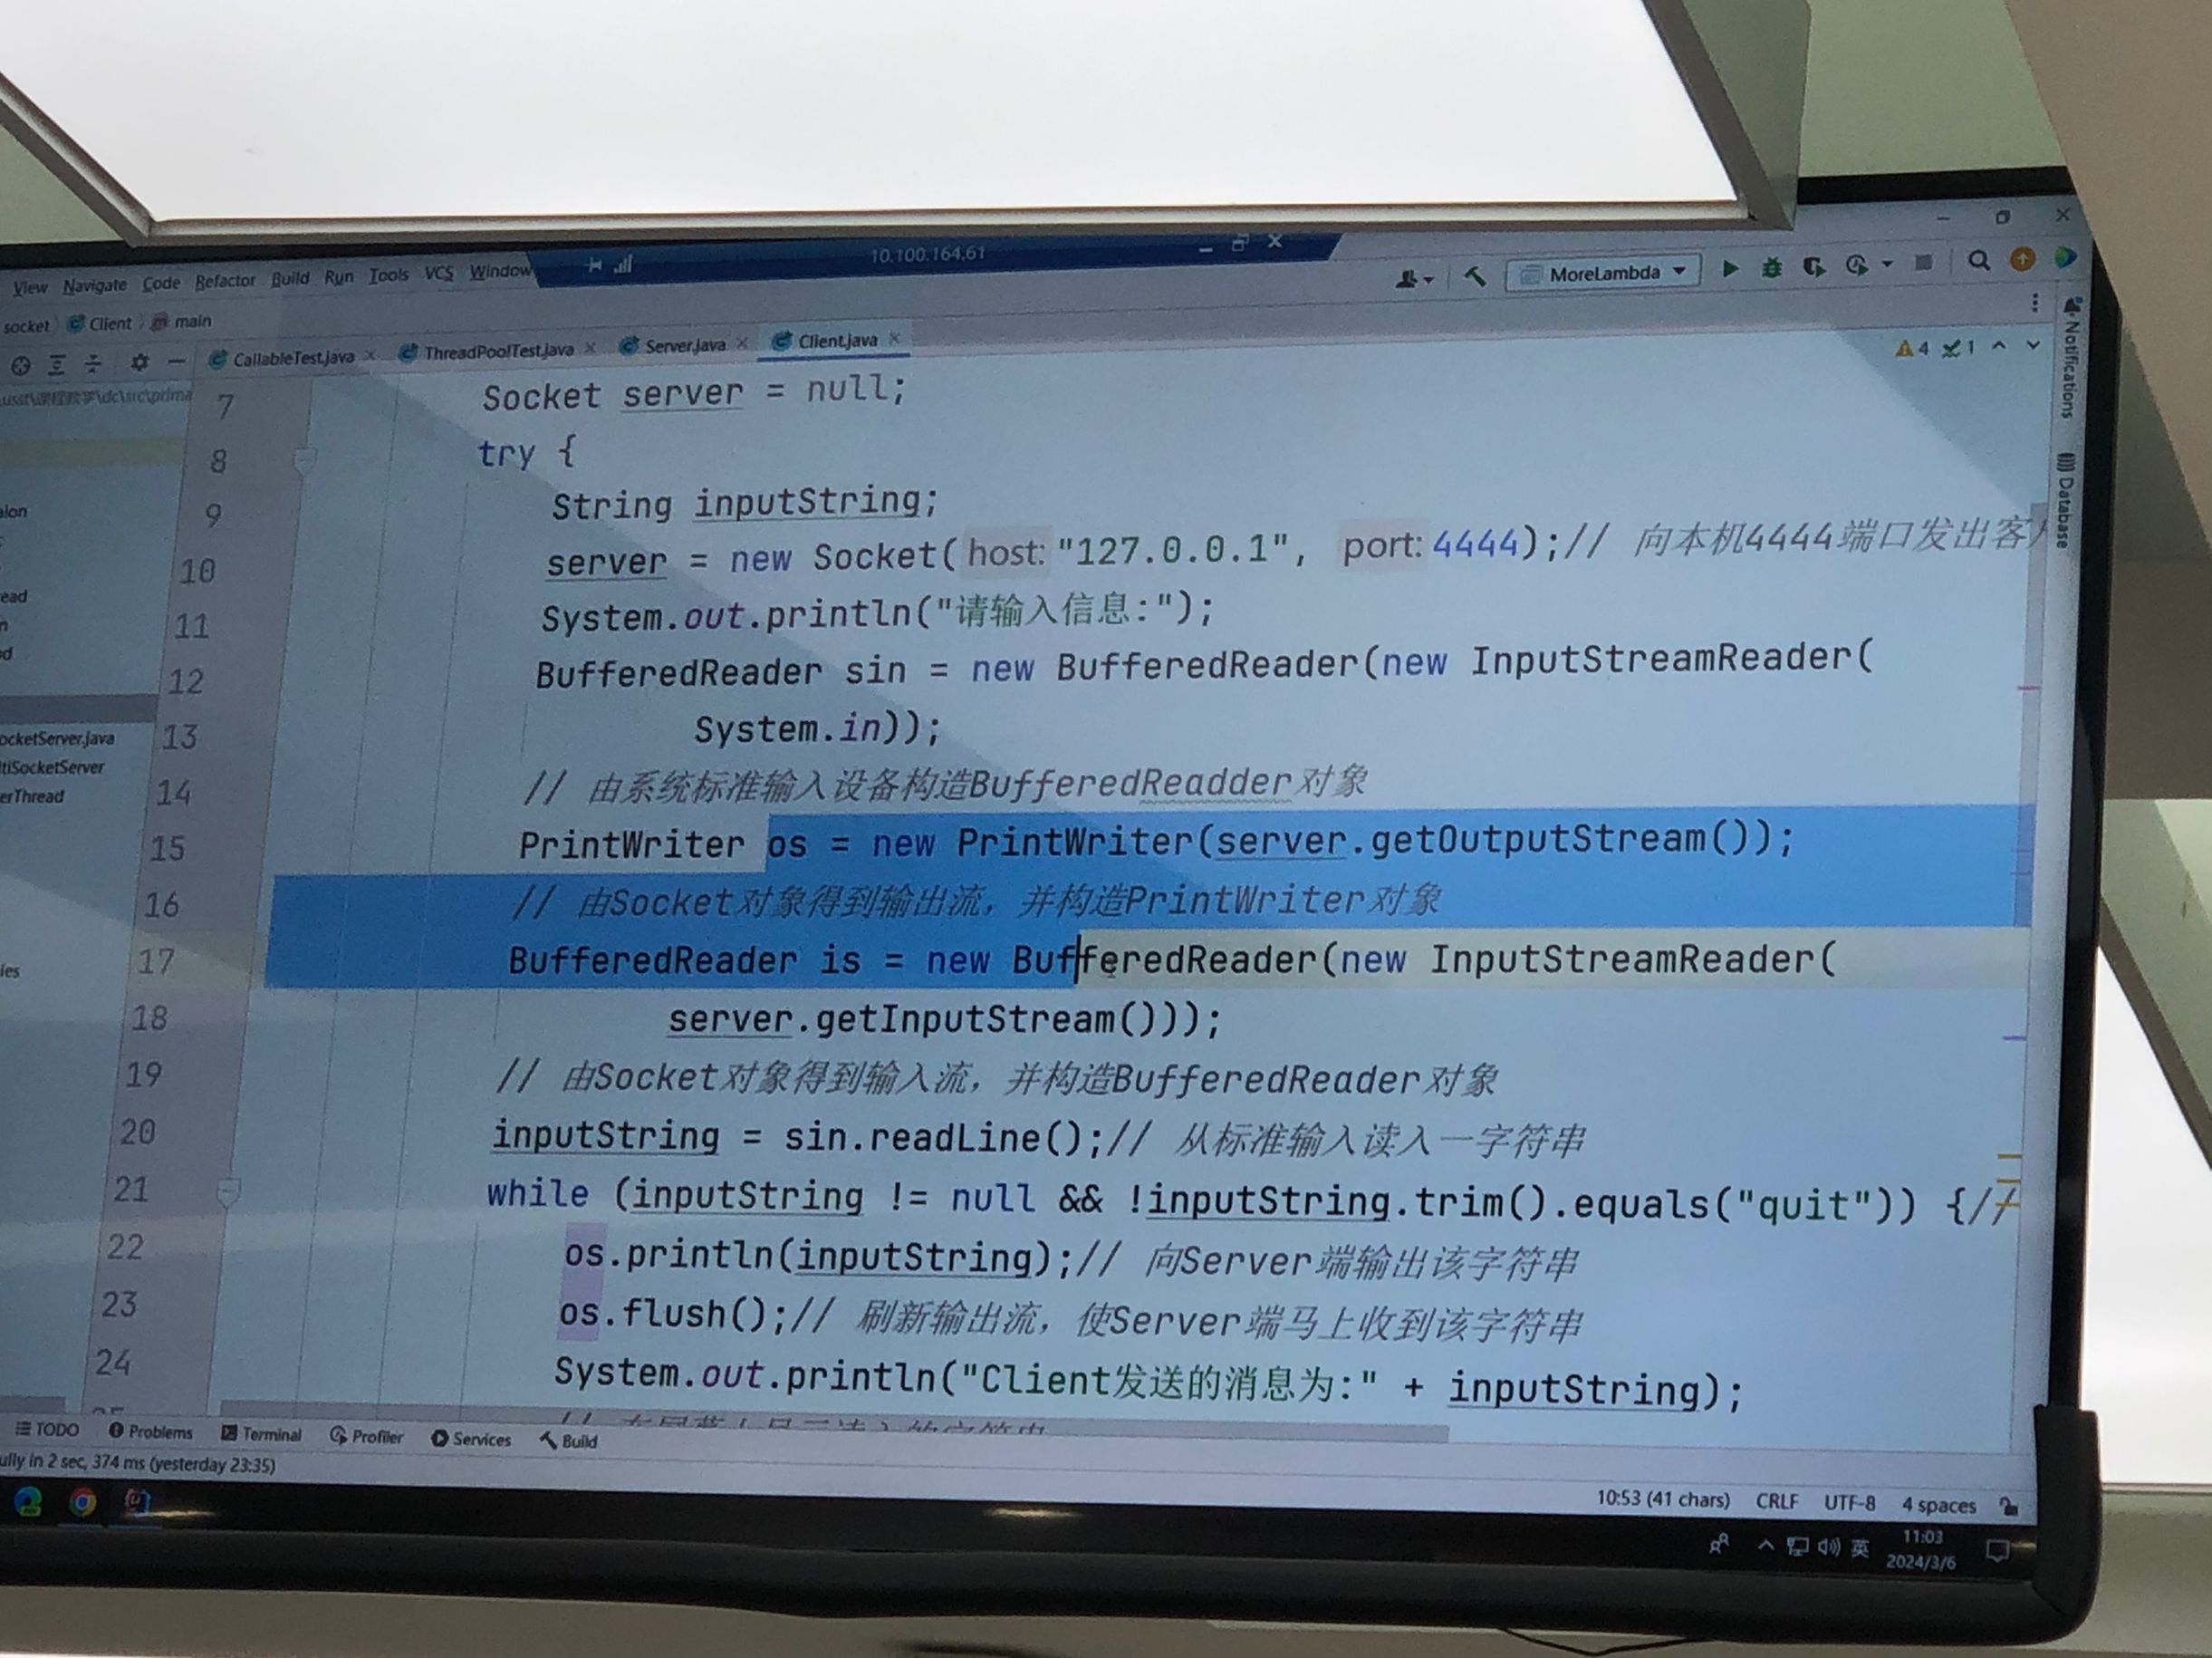 10.100.164.61
View Navigate Code Refactor Build Run Tools VCS Window
MoreLambda
socket Client main
CallableTest.java ThreadPoolTest.java Server.java Client.java
4 1
Notifications
Database
7 Socket server = null;
8 try {
9 String inputString;
10 server = new Socket( host: "127.0.0.1", port: 4444);// 向本机4444端口发出客
11 System.out.println("请输入信息:");
12 BufferedReader sin = new BufferedReader(new InputStreamReader(
13 System.in));
14 // 由系统标准输入设备构造BufferedReadder对象
15 PrintWriter os = new PrintWriter(server.getOutputStream());
16 // 由Socket对象得到输出流，并构造PrintWriter对象
17 BufferedReader is = new BufferedReader(new InputStreamReader(
18 server.getInputStream()));
19 // 由Socket对象得到输入流，并构造BufferedReader对象
20 inputString = sin.readLine();// 从标准输入读入一字符串
21 while (inputString != null && !inputString.trim().equals("quit")) {//
22 os.println(inputString);// 向Server端输出该字符串
23 os.flush();// 刷新输出流，使Server端马上收到该字符串
24 System.out.println("Client发送的消息为:" + inputString);
ocketServer.java
tiSocketServer
erThread
TODO Problems Terminal Profiler Services Build
ully in 2 sec, 374 ms (yesterday 23:35)
10:53 (41 chars) CRLF UTF-8 4 spaces
英 11:03
2024/3/6